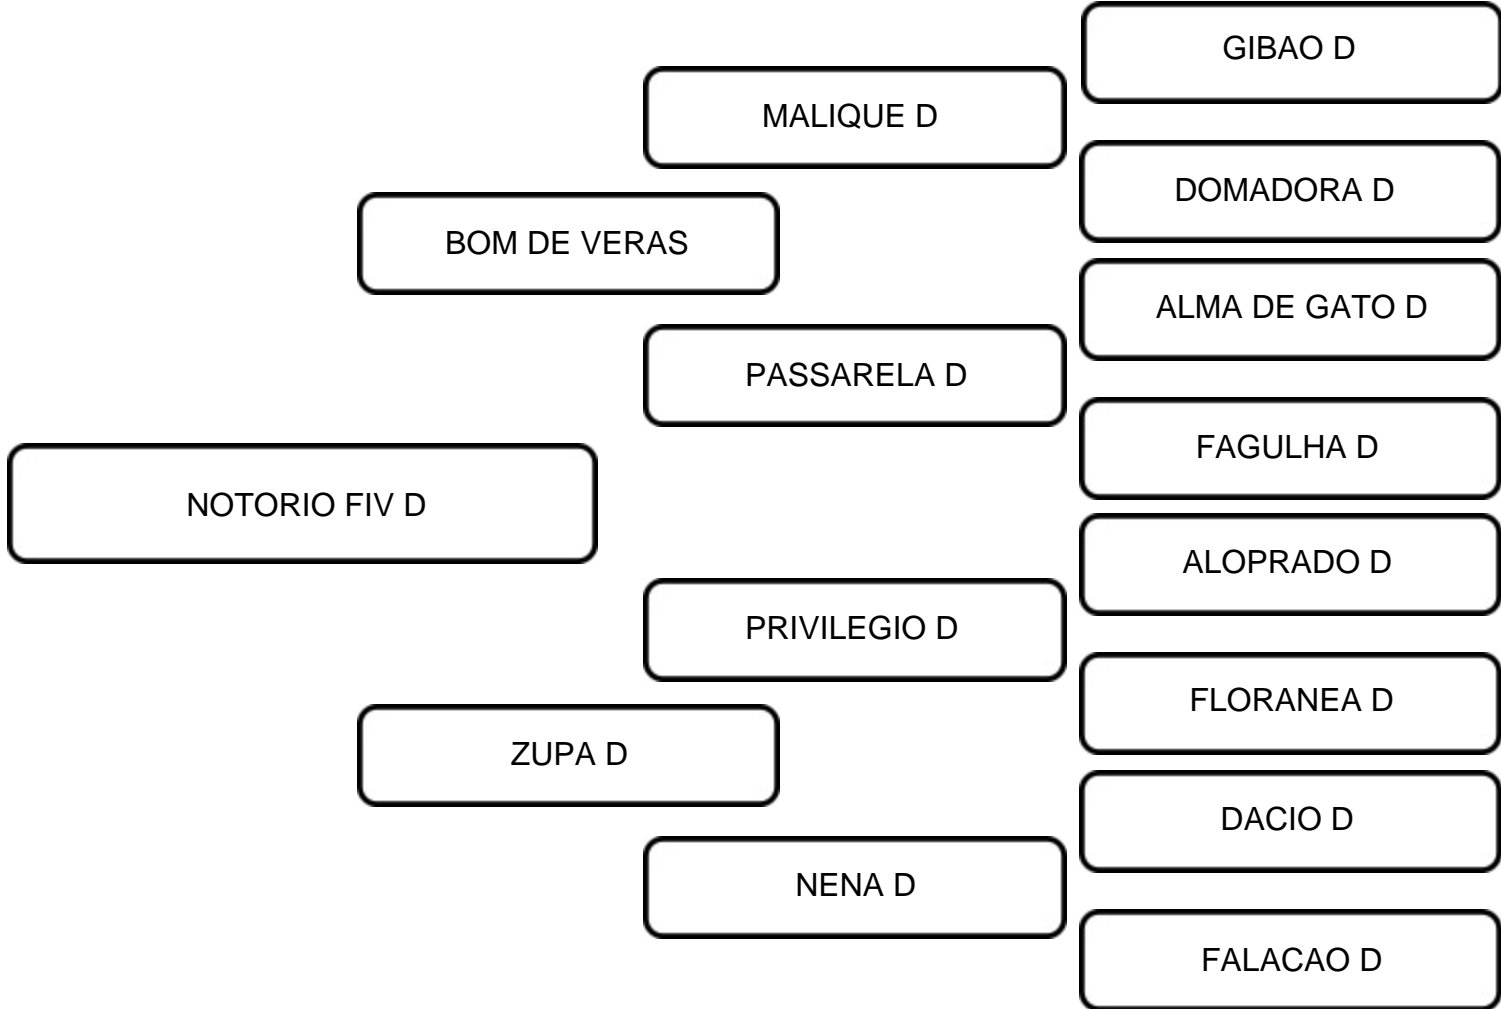 GIBAO D
MALIQUE D
DOMADORA D
BOM DE VERAS
ALMA DE GATO D
PASSARELA D
FAGULHA D
NOTORIO FIV D
ALOPRADO D
PRIVILEGIO D
FLORANEA D
ZUPA D
DACIO D
NENA D
FALACAO D